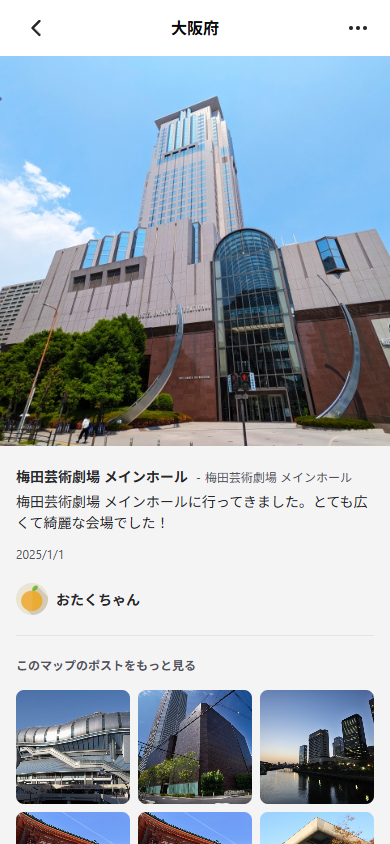 大阪府
梅田芸術劇場 メインホール - 梅田芸術劇場 メインホール
梅田芸術劇場 メインホールに行ってきました。とても広
くて綺麗な会場でした！
2025/1/1
おたくちゃん
このマップのポストをもっと見る